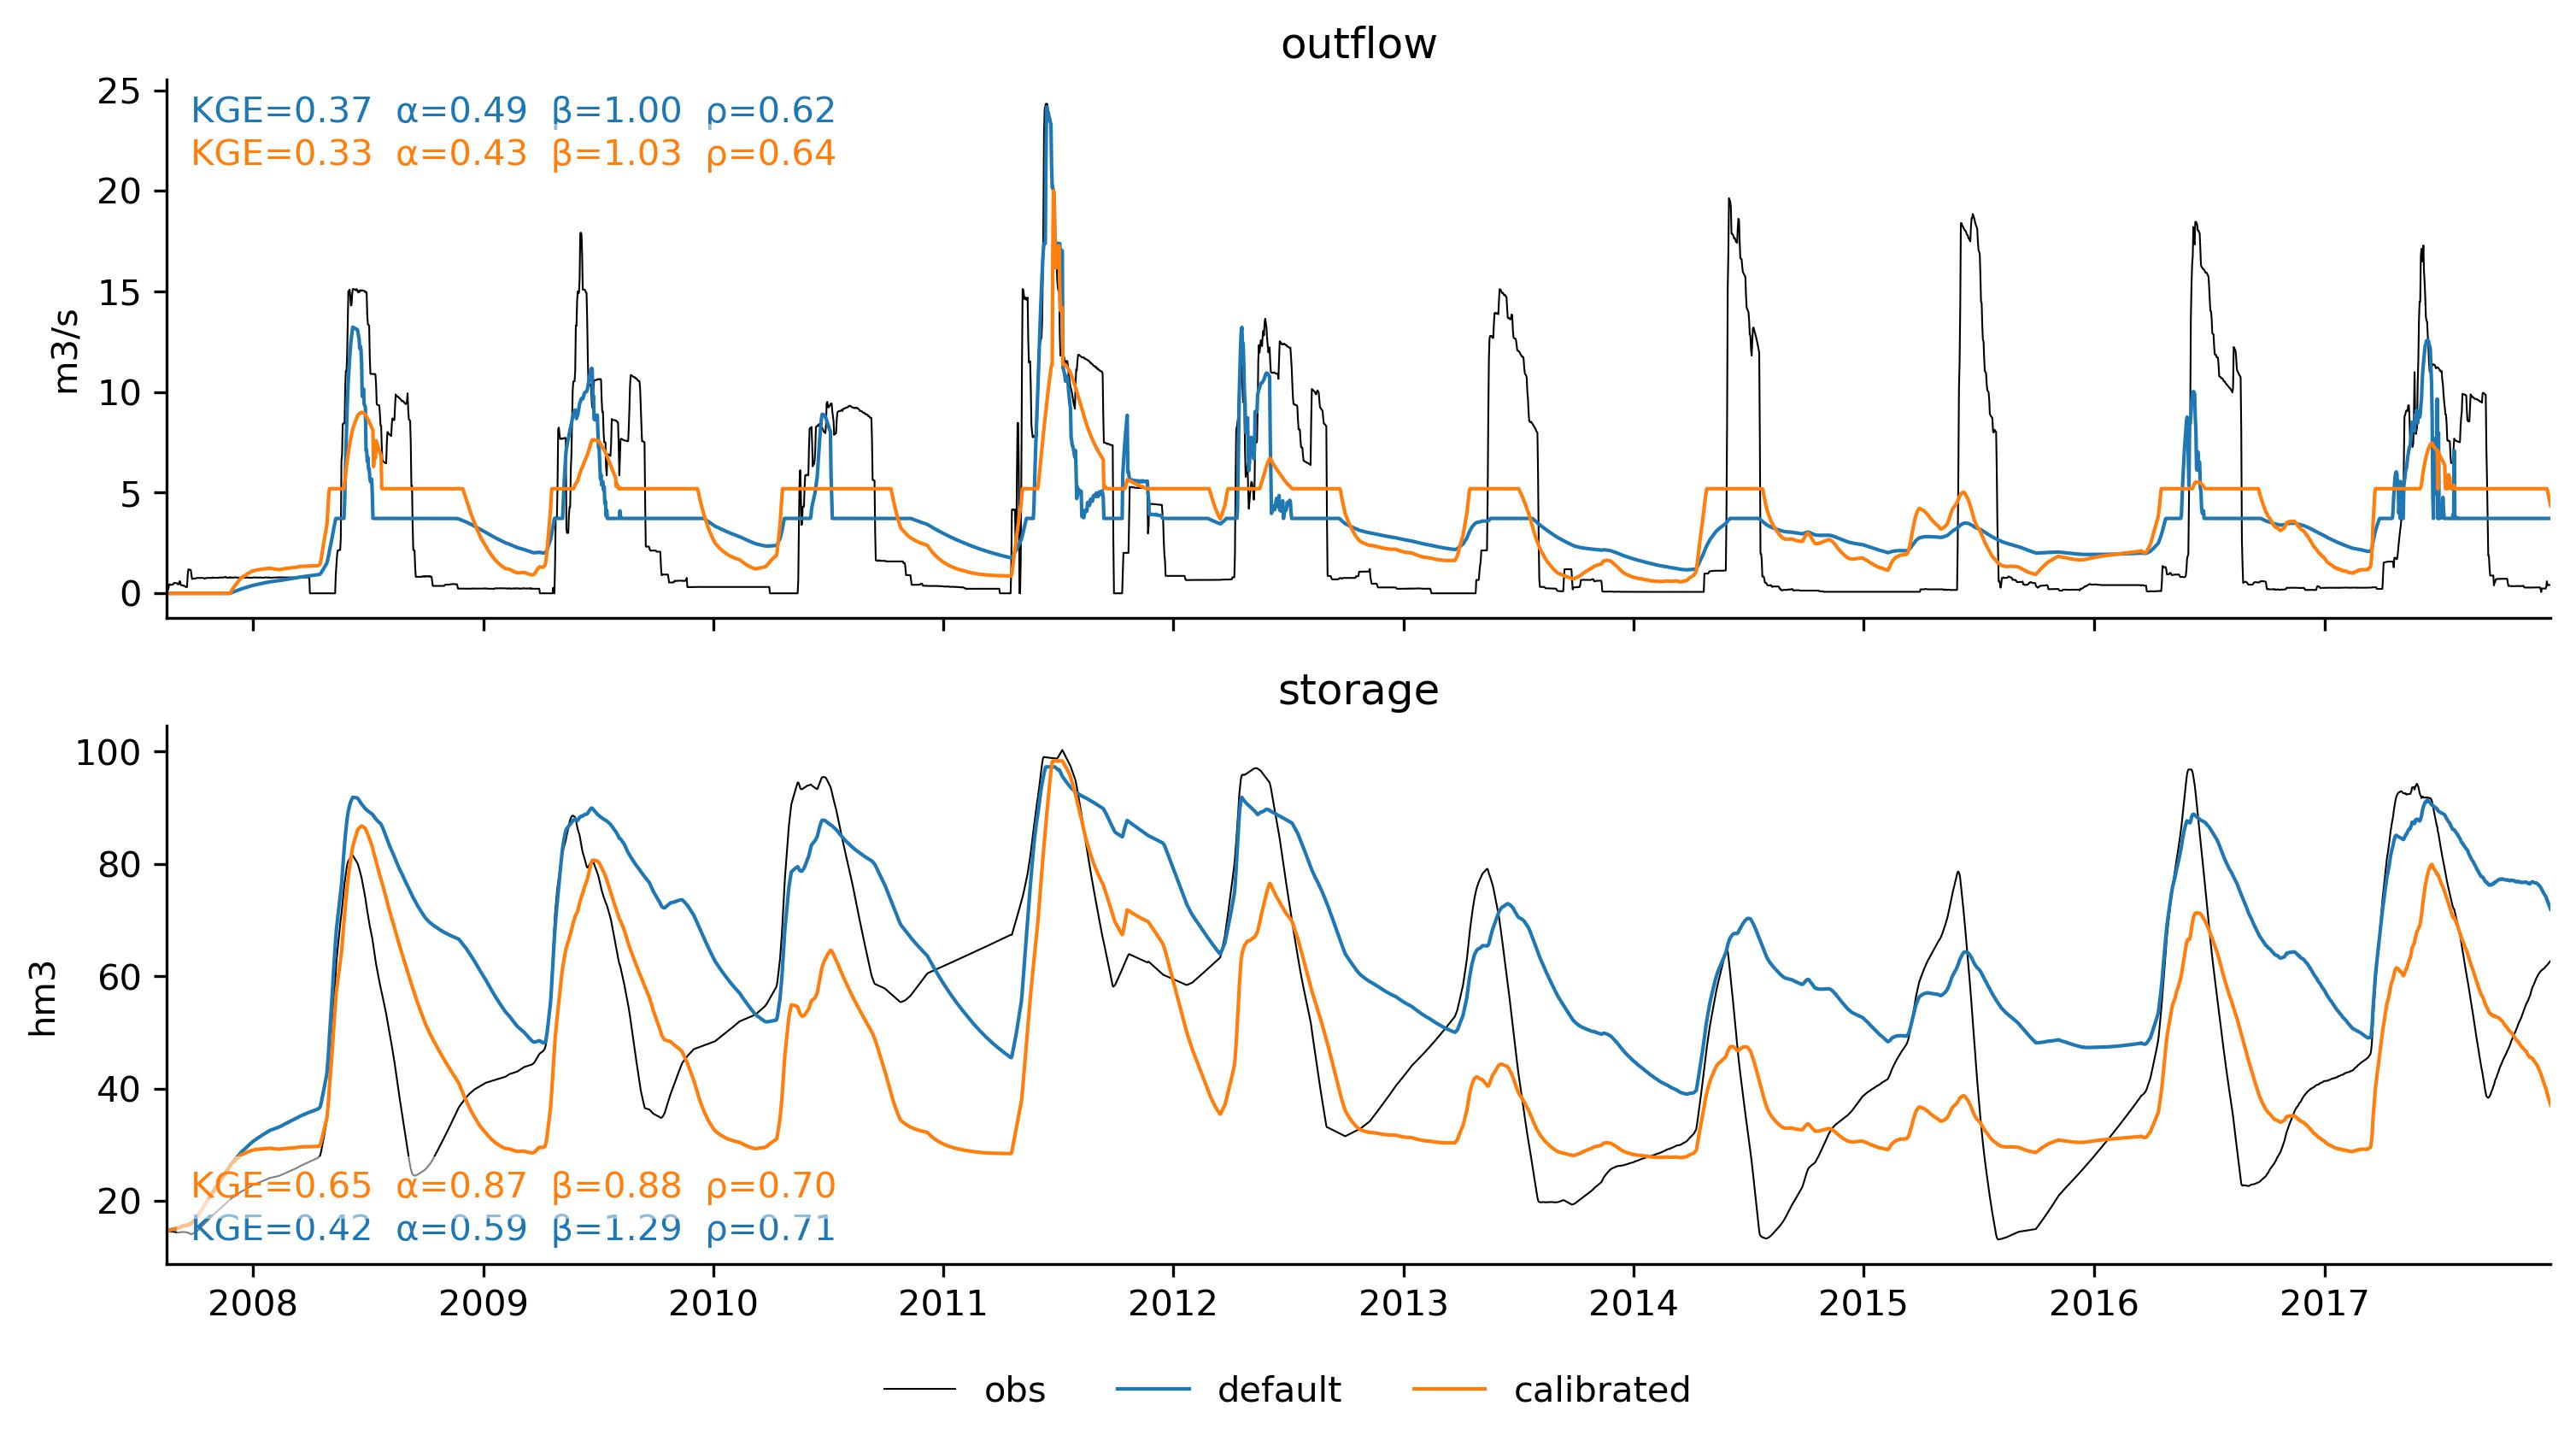 outflow
25
20
15
10
5
0
m3/s
KGE=0.37 α=0.49 β=1.00 ρ=0.62
KGE=0.33 α=0.43 β=1.03 ρ=0.64
storage
100
80
60
40
20
hm3
KGE=0.65 α=0.87 β=0.88 ρ=0.70
KGE=0.42 α=0.59 β=1.29 ρ=0.71
2008 2009 2010 2011 2012 2013 2014 2015 2016 2017
obs default calibrated